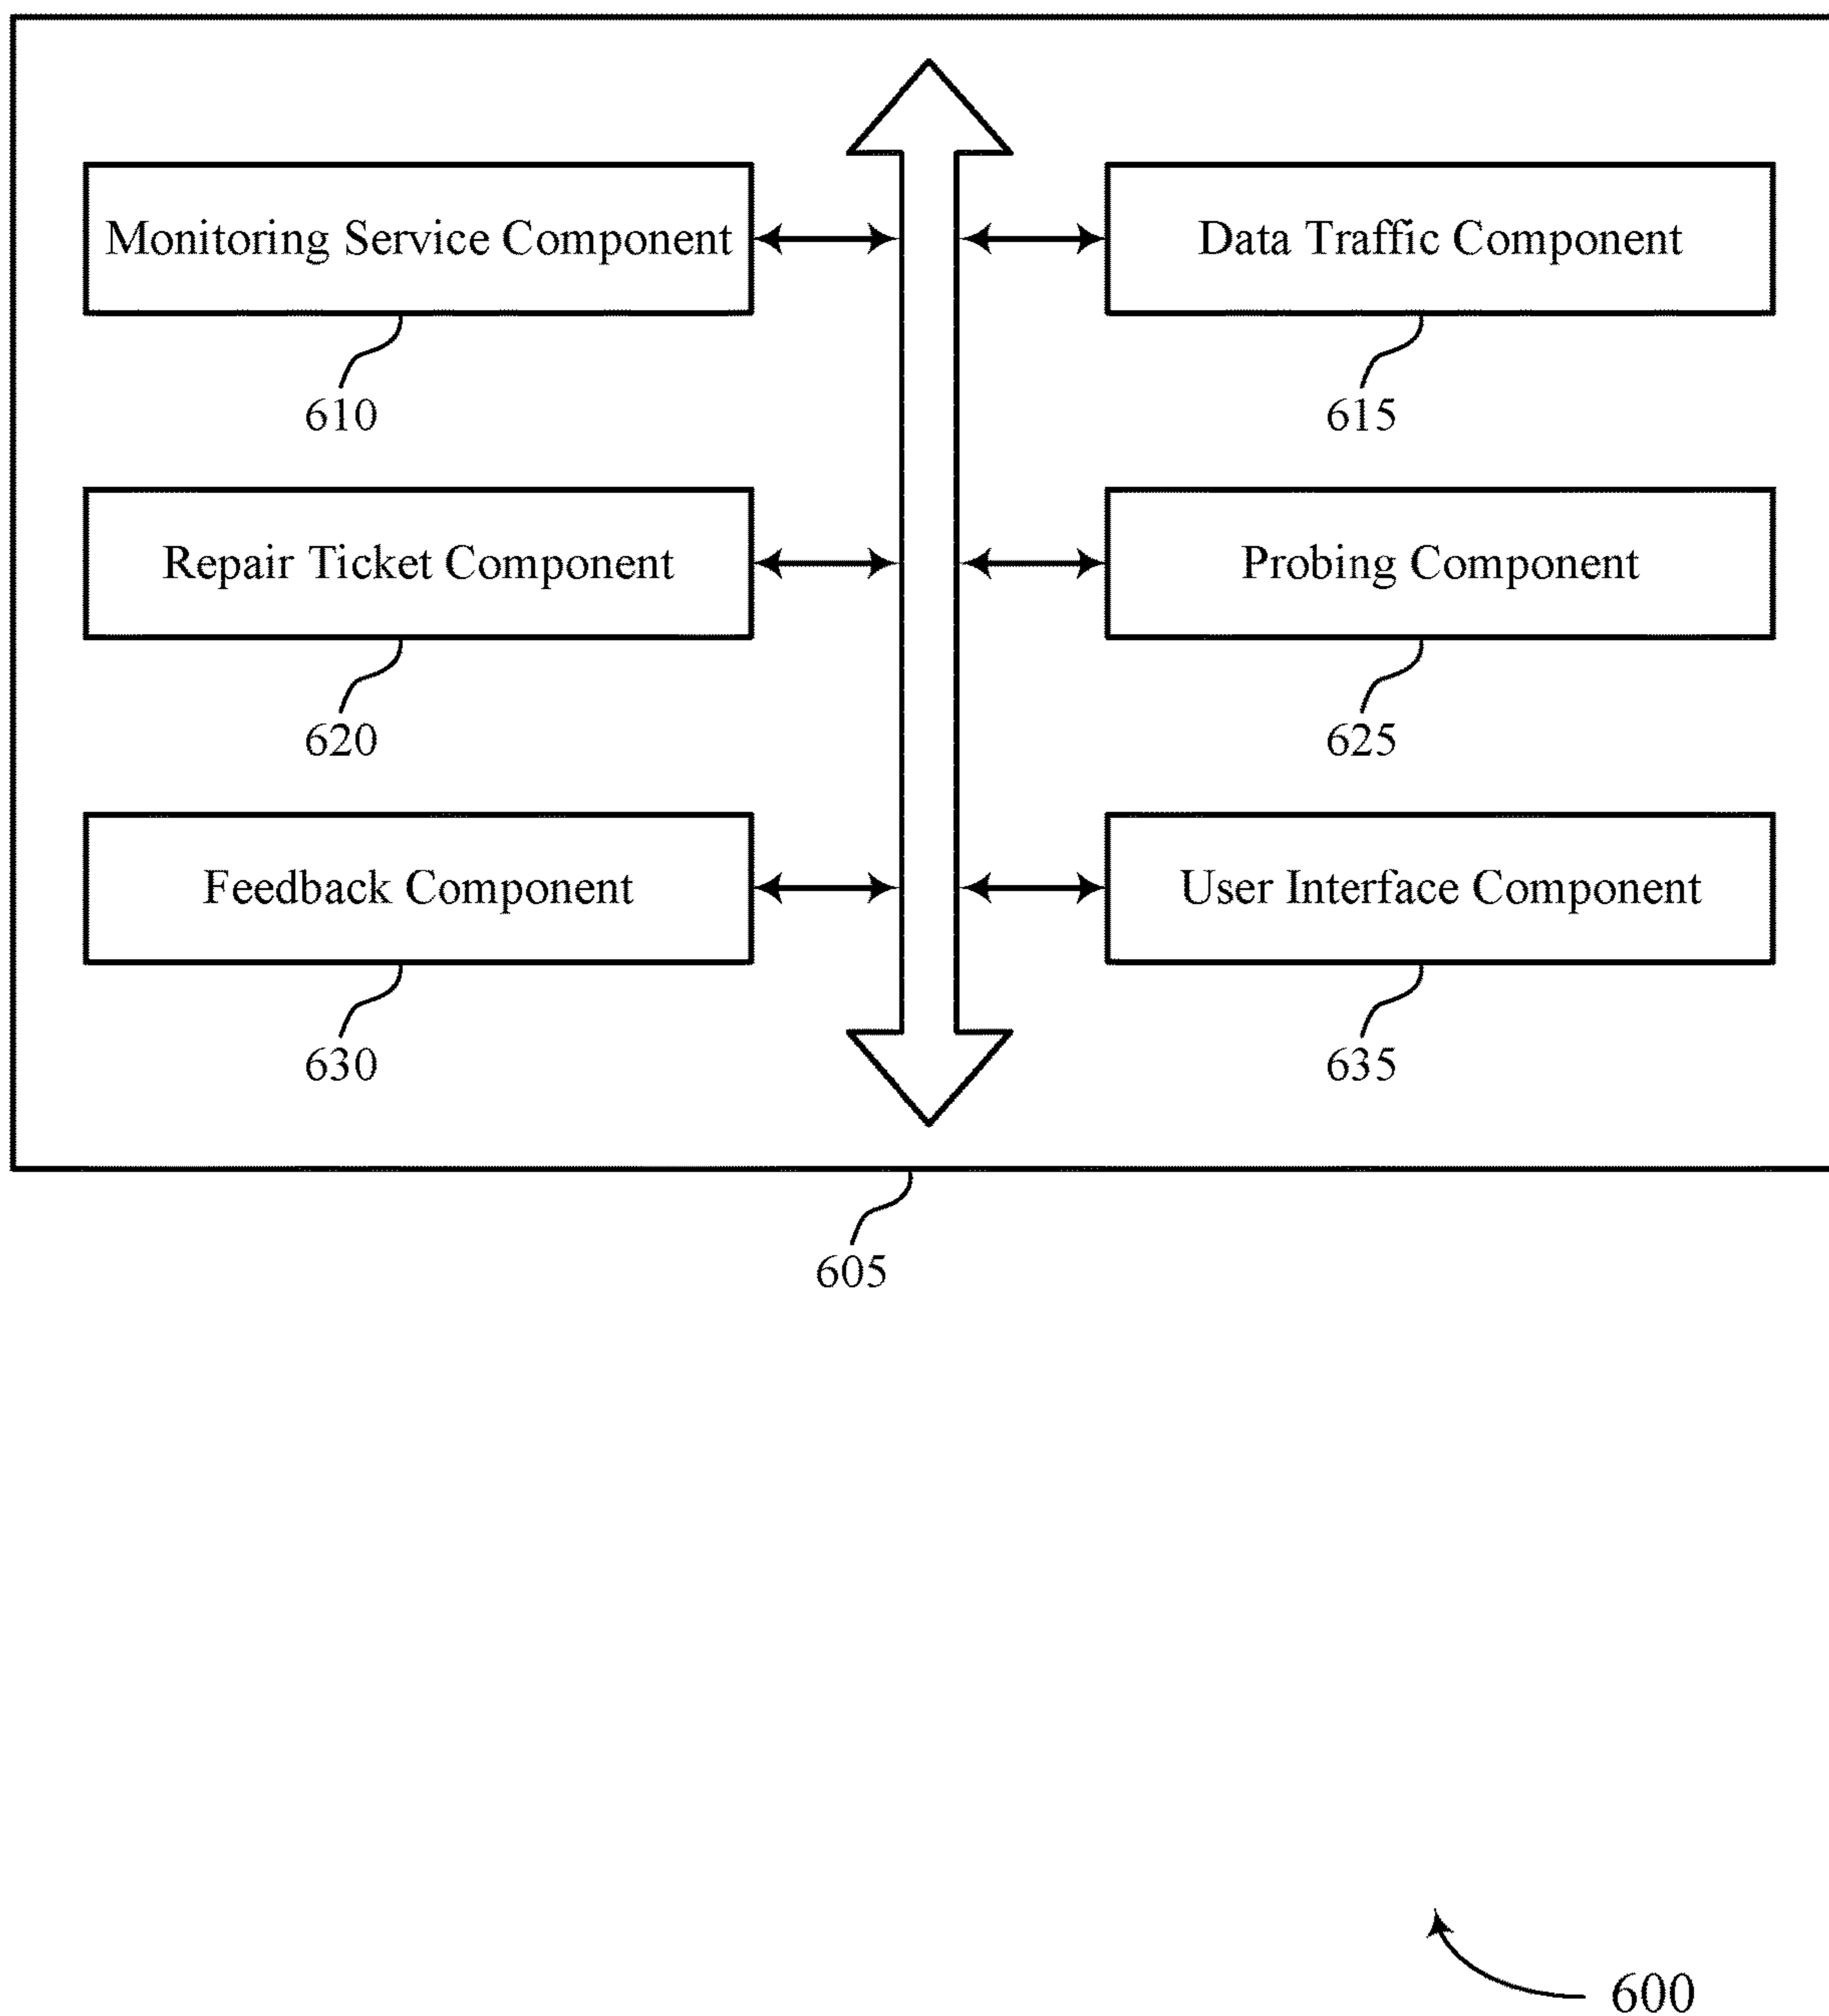 Monitoring Service Component
Data Traffic Component
610
615
Repair Ticket Component
Probing Component
620
625
Feedback Component
User Interface Component
630
635
605
600